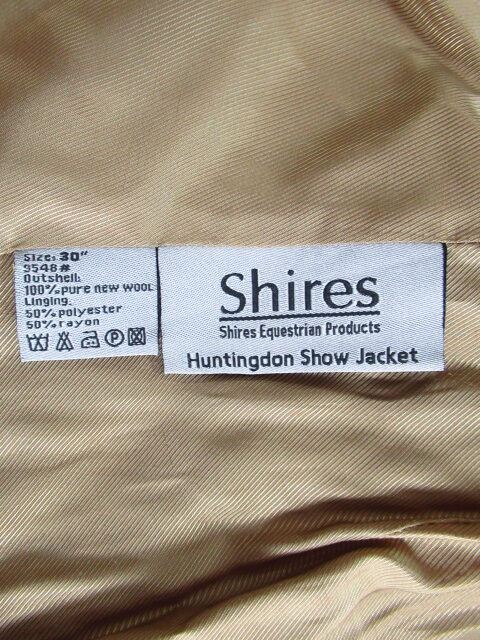 Size: 30"
9548#
Outshell:
100%pure new wool
Linging:
50%polyester
50%rayon
P
Shires
Shires Equestrian Products
Huntingdon Show Jacket